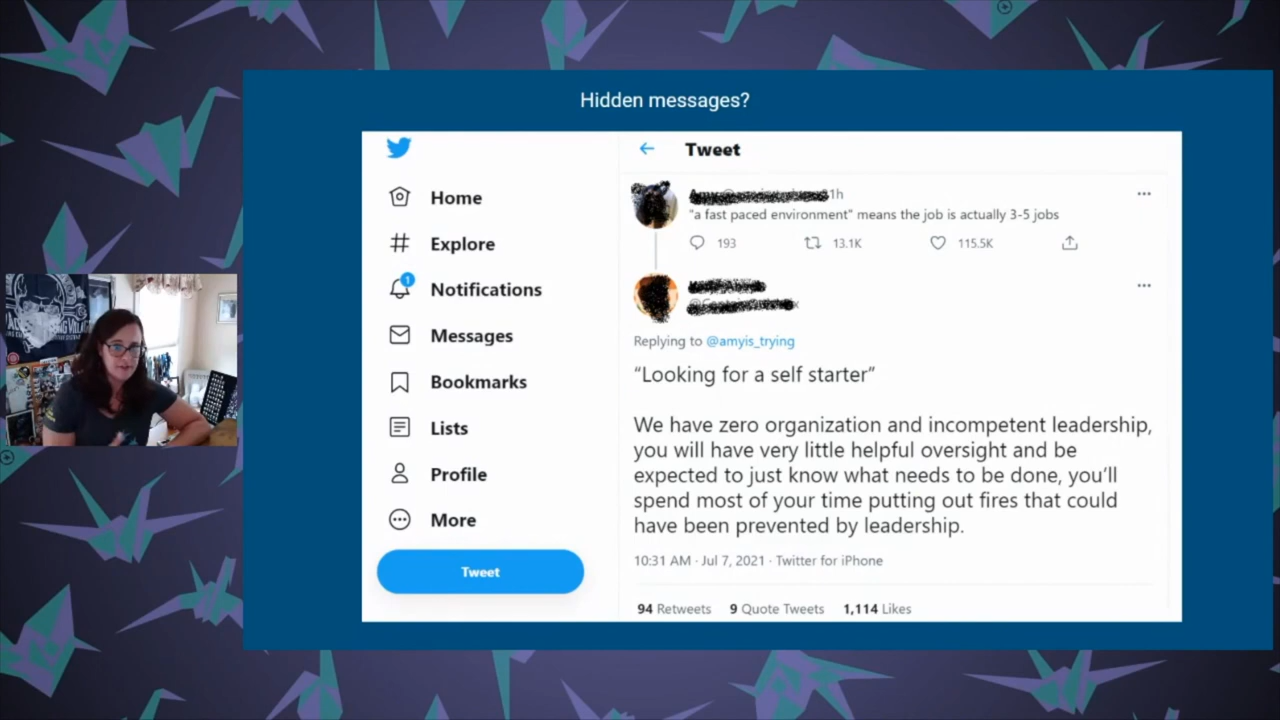 Hidden messages?
Tweet
Home
Explore
1
Notifications
Messages
Bookmarks
Lists
Profile
More
Tweet
1h
"a fast paced environment" means the job is actually 3-5 jobs
193 13.1K 115.5K
Replying to @amyis_trying
“Looking for a self starter”
We have zero organization and incompetent leadership,
you will have very little helpful oversight and be
expected to just know what needs to be done, you’ll
spend most of your time putting out fires that could
have been prevented by leadership.
10:31 AM · Jul 7, 2021 · Twitter for iPhone
94 Retweets 9 Quote Tweets 1,114 Likes